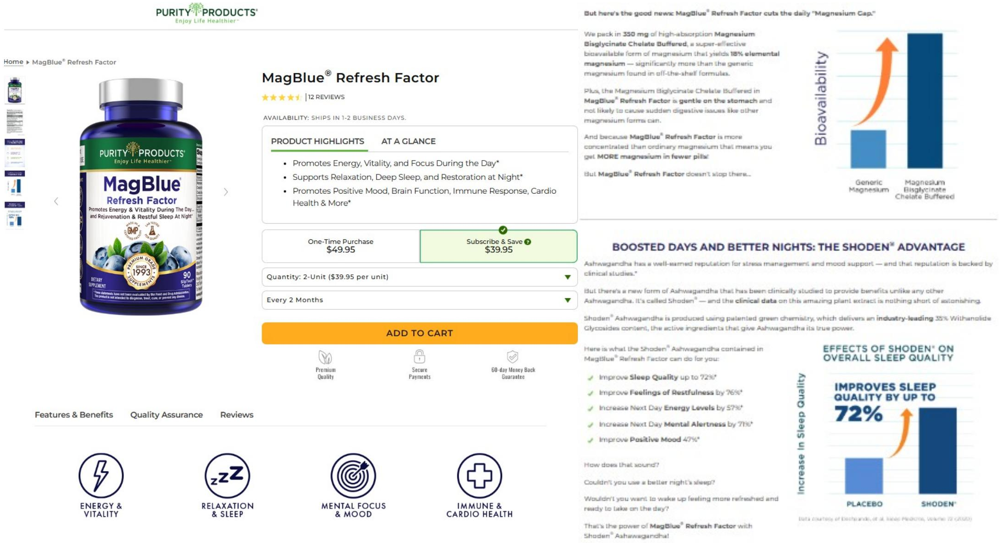 PURITY PRODUCTS®
Enjoy Life Healthier™
Home ▸ MagBlue® Refresh Factor
PURITY PRODUCTS®
Enjoy Life Healthier™
MagBlue®
Refresh Factor
Promotes Energy & Vitality During The Day...
and Rejuvenation & Restful Sleep At Night*
MADE IN A
GMP
CERTIFIED FACILITY
LAB TESTED
FOR QUALITY
PREMIUM GRADE
SINCE
1993
SUPPLEMENTS
DIETARY
SUPPLEMENT
90
SlipTech™
Tablets
*These statements have not been evaluated by the Food and Drug Administration.
This product is not intended to diagnose, treat, cure, or prevent any disease.
MagBlue® Refresh Factor
12 REVIEWS
AVAILABILITY: SHIPS IN 1-2 BUSINESS DAYS.
PRODUCT HIGHLIGHTS AT A GLANCE
• Promotes Energy, Vitality, and Focus During the Day*
• Supports Relaxation, Deep Sleep, and Restoration at Night*
• Promotes Positive Mood, Brain Function, Immune Response, Cardio
Health & More*
One-Time Purchase
$49.95
Subscribe & Save ?
$39.95
Quantity: 2-Unit ($39.95 per unit)
Every 2 Months
ADD TO CART
Premium
Quality
Secure
Payments
60-day Money Back
Guarantee
Features & Benefits Quality Assurance Reviews
ENERGY &
VITALITY
zzZ
RELAXATION
& SLEEP
MENTAL FOCUS
& MOOD
IMMUNE &
CARDIO HEALTH
But here's the good news: MagBlue® Refresh Factor cuts the daily "Magnesium Gap."
We pack in 350 mg of high-absorption Magnesium
Bisglycinate Chelate Buffered, a super-effective
bioavailable form of magnesium that yields 18% elemental
magnesium — significantly more than the generic
magnesium found in off-the-shelf formulas.
Plus, the Magnesium Biglycinate Chelate Buffered in
MagBlue® Refresh Factor is gentle on the stomach and
not likely to cause sudden digestive issues like other
magnesium forms can.
And because MagBlue® Refresh Factor is more
concentrated than ordinary magnesium that means you
get MORE magnesium in fewer pills!
But MagBlue® Refresh Factor doesn't stop there...
Bioavailability
Generic
Magnesium
Magnesium
Bisglycinate
Chelate Buffered
BOOSTED DAYS AND BETTER NIGHTS: THE SHODEN® ADVANTAGE
Ashwagandha has a well-earned reputation for stress management and mood support — and that reputation is backed by
clinical studies.*
But there's a new form of Ashwagandha that has been clinically studied to provide benefits unlike any other
Ashwagandha. It's called Shoden® — and the clinical data on this amazing plant extract is nothing short of astonishing.
Shoden® Ashwagandha is produced using patented green chemistry, which delivers an industry-leading 35% Withanolide
Glycosides content, the active ingredients that give Ashwagandha its true power.
Here is what the Shoden® Ashwagandha contained in
MagBlue® Refresh Factor can do for you:
Improve Sleep Quality up to 72%*
Improve Feelings of Restfulness by 76%*
Increase Next Day Energy Levels by 57%*
Increase Next Day Mental Alertness by 71%*
Improve Positive Mood 47%*
How does that sound?
Couldn't you use a better night's sleep?
Wouldn't you want to wake up feeling more refreshed and
ready to take on the day?
That's the power of MagBlue® Refresh Factor with
Shoden® Ashawagandha!
EFFECTS OF SHODEN® ON
OVERALL SLEEP QUALITY
Increase in Sleep Quality
IMPROVES SLEEP
QUALITY BY UP TO
72%
PLACEBO
SHODEN®
Data courtesy of Deshpande, et al. Sleep Medicine, Volume 72 (2020)